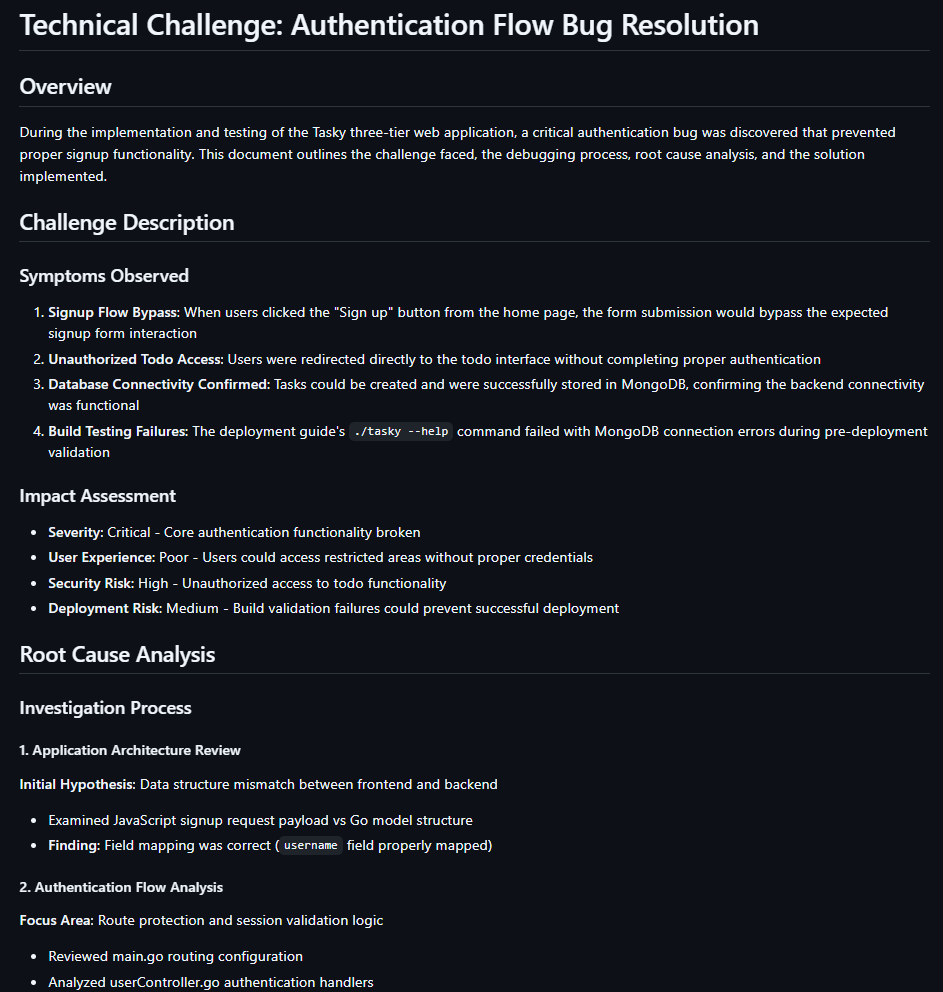 Technical Challenge: Authentication Flow Bug Resolution
Overview
During the implementation and testing of the Tasky three-tier web application, a critical authentication bug was discovered that prevented
proper signup functionality. This document outlines the challenge faced, the debugging process, root cause analysis, and the solution
implemented.
Challenge Description
Symptoms Observed
1. Signup Flow Bypass: When users clicked the "Sign up" button from the home page, the form submission would bypass the expected
signup form interaction
2. Unauthorized Todo Access: Users were redirected directly to the todo interface without completing proper authentication
3. Database Connectivity Confirmed: Tasks could be created and were successfully stored in MongoDB, confirming the backend connectivity
was functional
4. Build Testing Failures: The deployment guide's ./tasky --help command failed with MongoDB connection errors during pre-deployment
validation
Impact Assessment
• Severity: Critical - Core authentication functionality broken
• User Experience: Poor - Users could access restricted areas without proper credentials
• Security Risk: High - Unauthorized access to todo functionality
• Deployment Risk: Medium - Build validation failures could prevent successful deployment
Root Cause Analysis
Investigation Process
1. Application Architecture Review
Initial Hypothesis: Data structure mismatch between frontend and backend
• Examined JavaScript signup request payload vs Go model structure
• Finding: Field mapping was correct (username field properly mapped)
2. Authentication Flow Analysis
Focus Area: Route protection and session validation logic
• Reviewed main.go routing configuration
• Analyzed userController.go authentication handlers